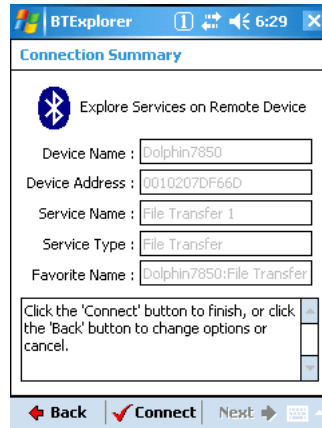 BTExplorer 1 6:29
Connection Summary
Explore Services on Remote Device
Device Name : Dolphin7850
Device Address : 0010207DF66D
Service Name : File Transfer 1
Service Type : File Transfer
Favorite Name : Dolphin7850:File Transfer
Click the 'Connect' button to finish, or click
the 'Back' button to change options or
cancel.
Back Connect Next